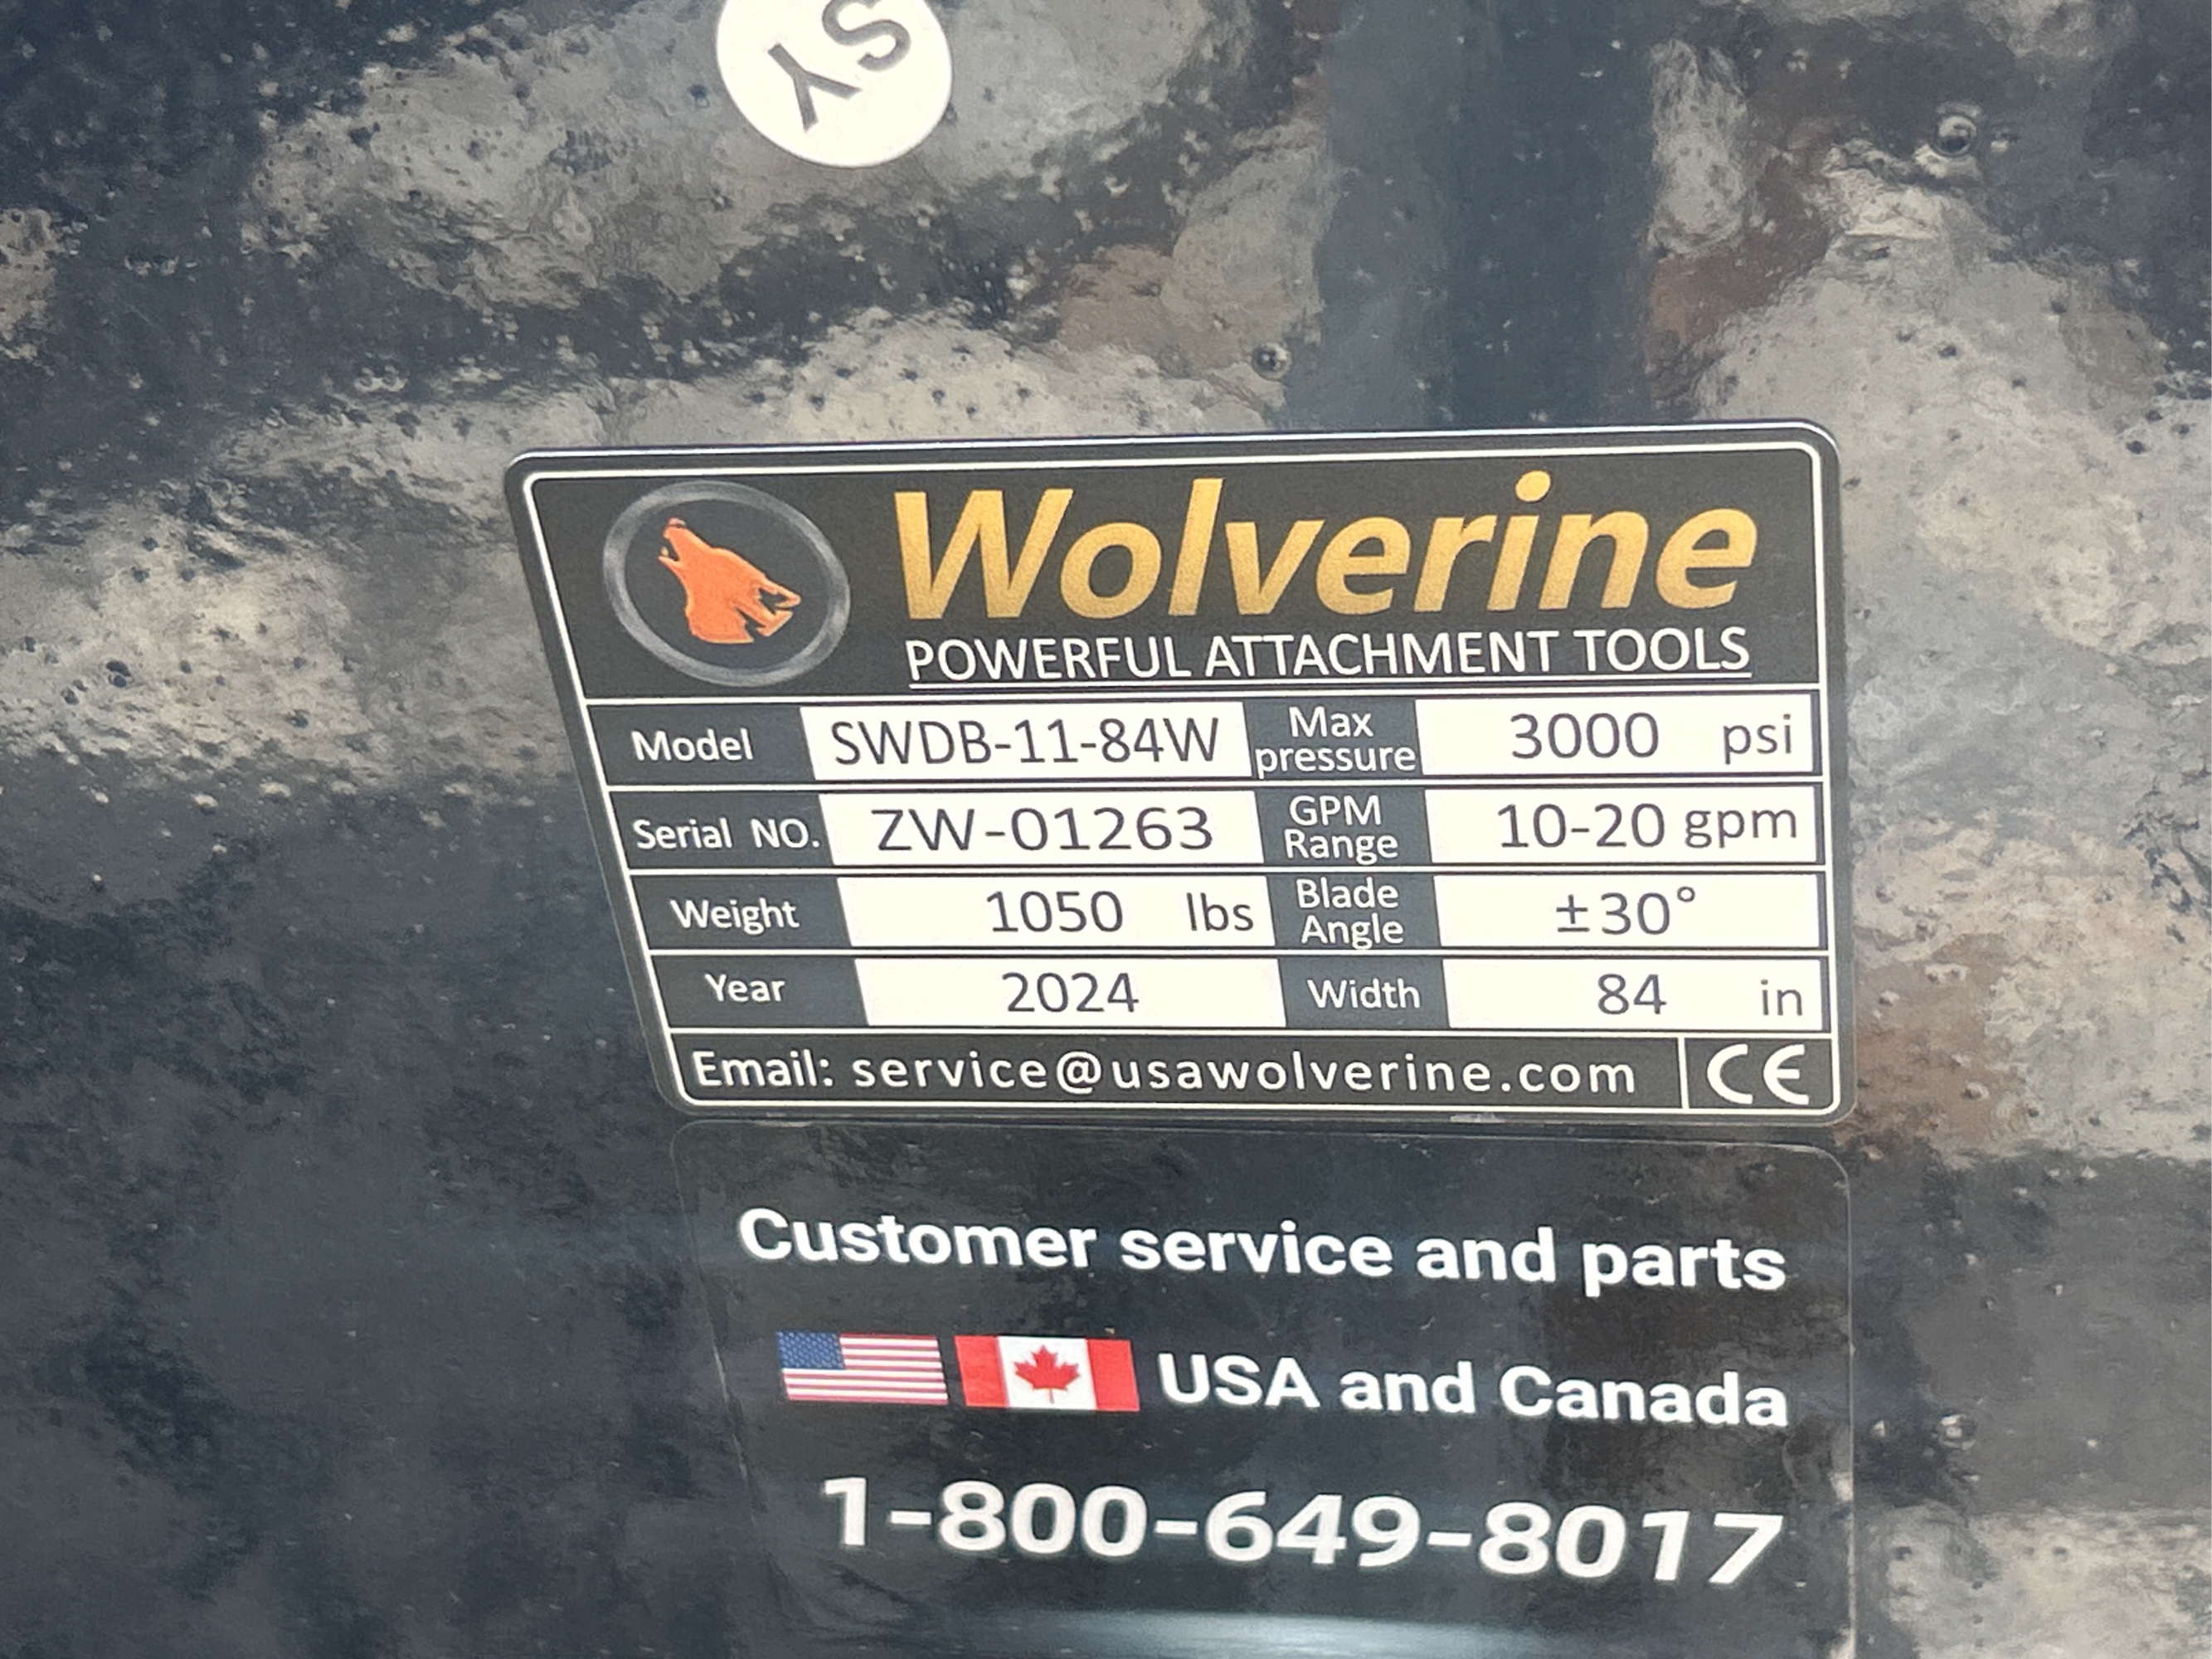 SY
Wolverine
POWERFUL ATTACHMENT TOOLS
Model SWDB-11-84W Max pressure 3000 psi
Serial NO. ZW-01263 GPM Range 10-20 gpm
Weight 1050 lbs Blade Angle ±30°
Year 2024 Width 84 in
Email: service@usawolverine.com CE
Customer service and parts
USA and Canada
1-800-649-8017